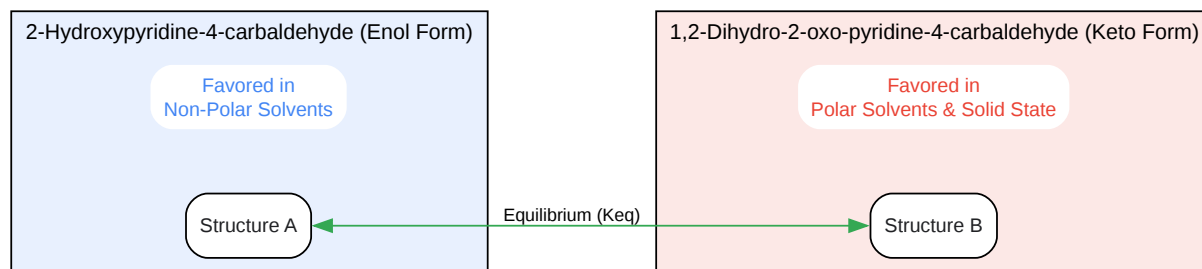 2-Hydroxypyridine-4-carbaldehyde (Enol Form)
Favored in
Non-Polar Solvents
Structure A
Equilibrium (Keq)
1,2-Dihydro-2-oxo-pyridine-4-carbaldehyde (Keto Form)
Favored in
Polar Solvents & Solid State
Structure B